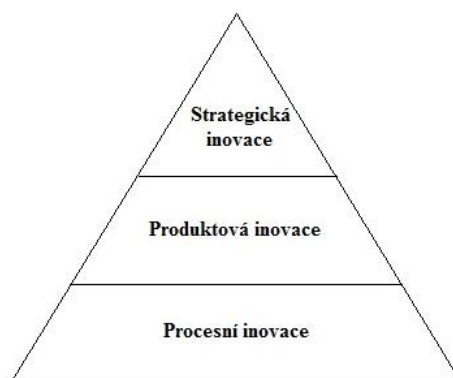 Strategická
inovace
Produktová inovace
Procesní inovace